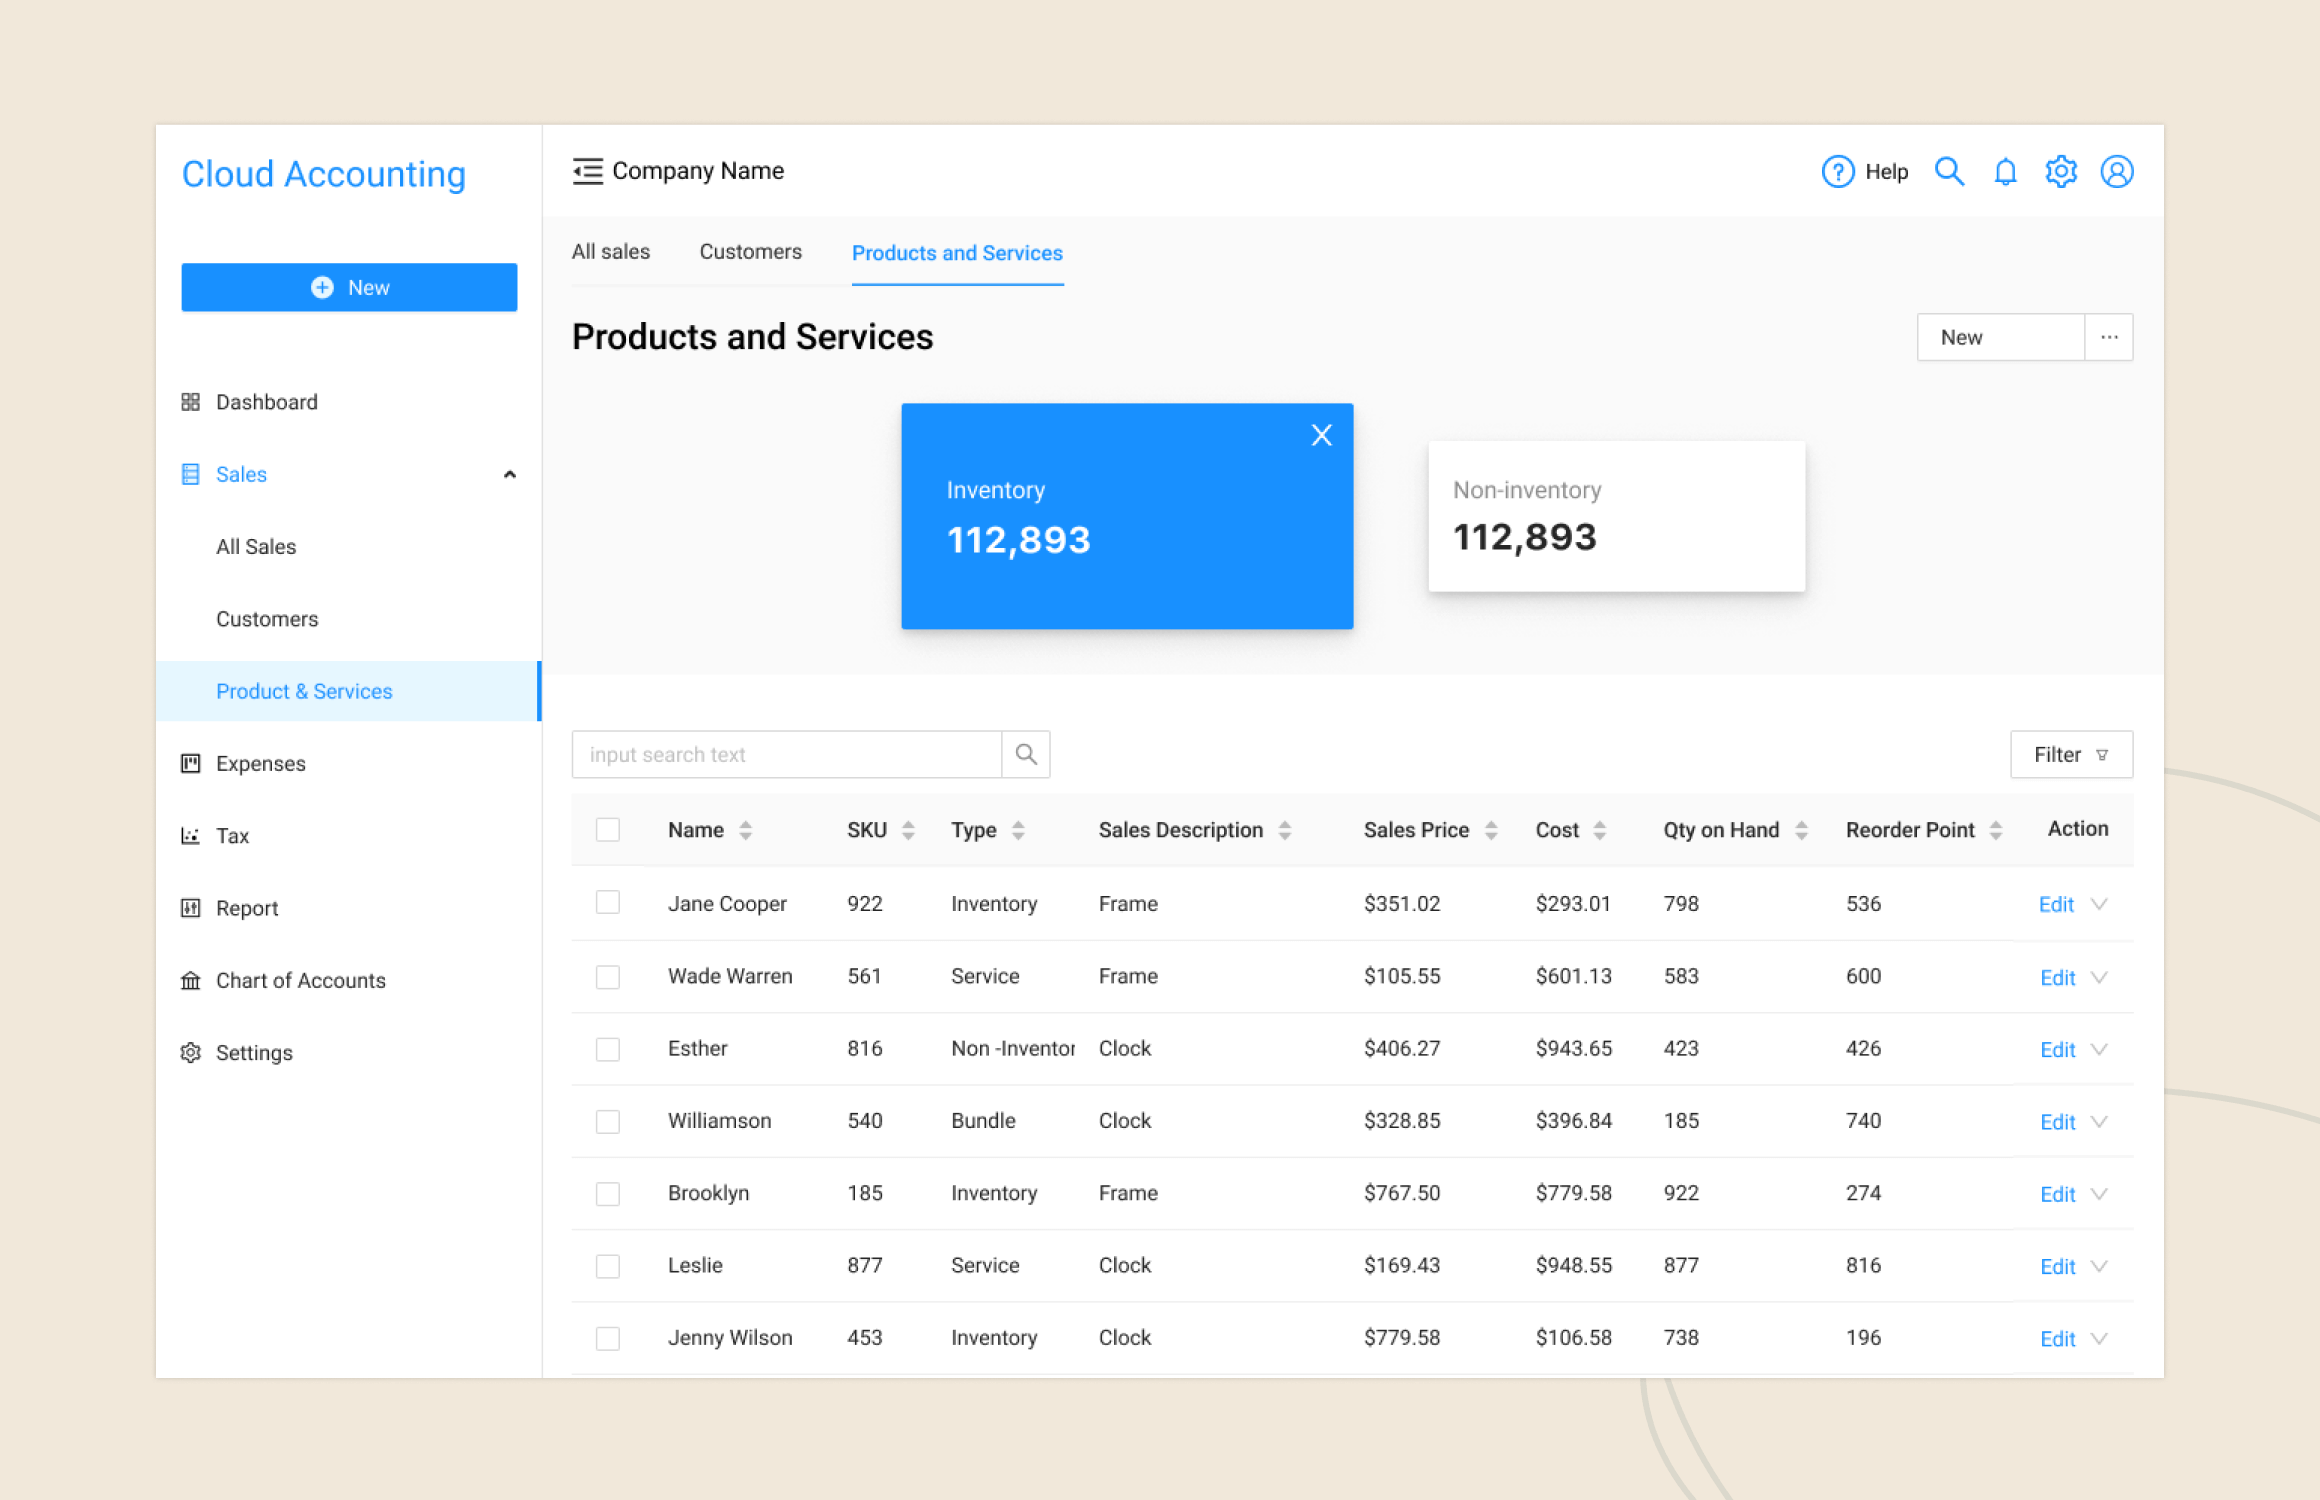 Cloud Accounting
New
Dashboard
Sales
All Sales
Customers
Product & Services
Expenses
Tax
Report
Chart of Accounts
Settings
Company Name
? Help
All sales Customers Products and Services
Products and Services
New ...
X
Inventory
112,893
Non-inventory
112,893
input search text
Filter
Name SKU Type Sales Description Sales Price Cost Qty on Hand Reorder Point Action
Jane Cooper 922 Inventory Frame $351.02 $293.01 798 536 Edit
Wade Warren 561 Service Frame $105.55 $601.13 583 600 Edit
Esther 816 Non -Inventor Clock $406.27 $943.65 423 426 Edit
Williamson 540 Bundle Clock $328.85 $396.84 185 740 Edit
Brooklyn 185 Inventory Frame $767.50 $779.58 922 274 Edit
Leslie 877 Service Clock $169.43 $948.55 877 816 Edit
Jenny Wilson 453 Inventory Clock $779.58 $106.58 738 196 Edit